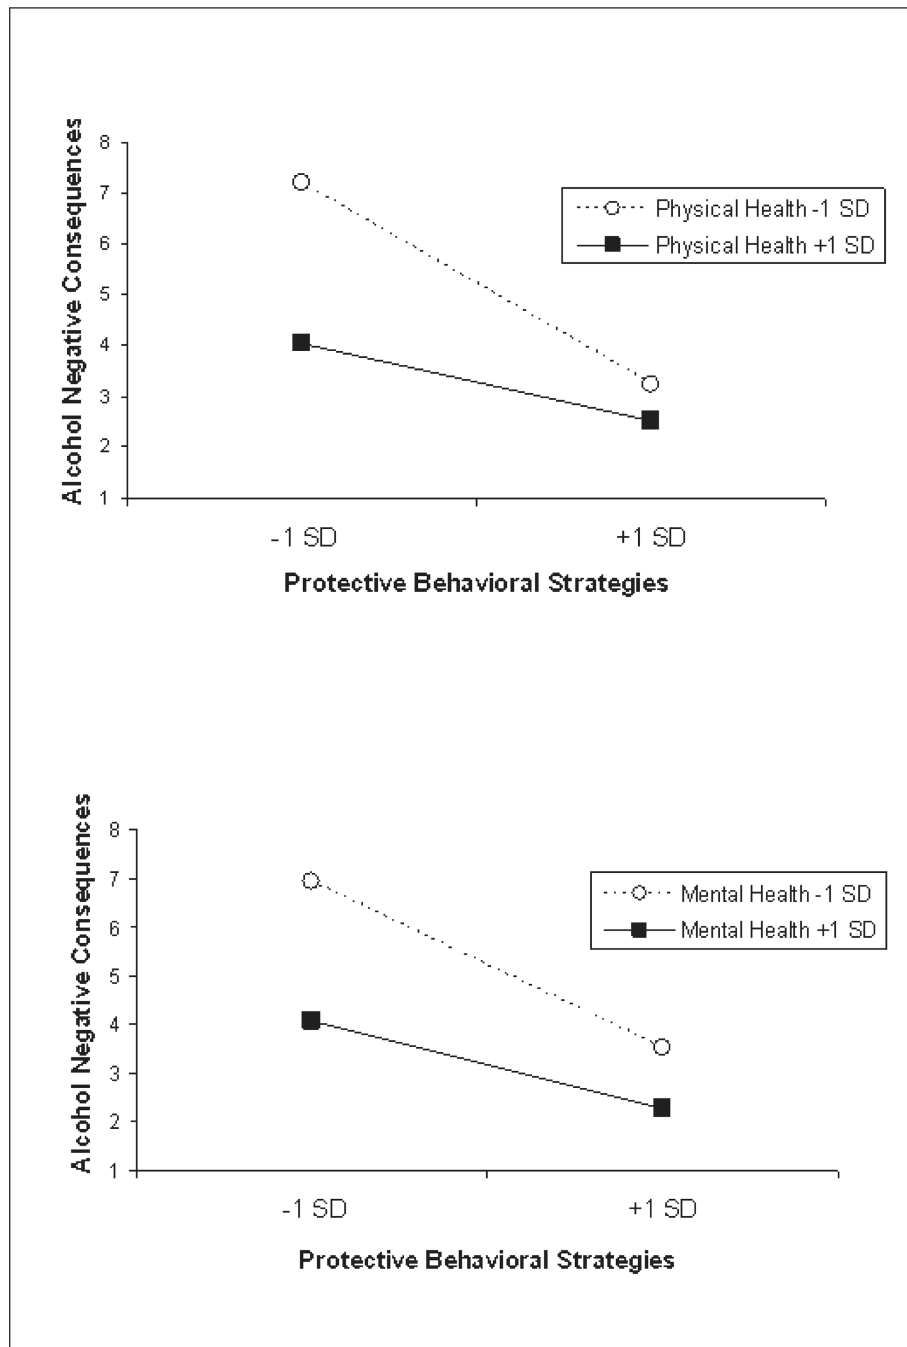 Alcohol Negative Consequences
8
7
6
5
4
3
2
1
Physical Health -1 SD
Physical Health +1 SD
-1 SD
+1 SD
Protective Behavioral Strategies
Alcohol Negative Consequences
8
7
6
5
4
3
2
1
Mental Health -1 SD
Mental Health +1 SD
-1 SD
+1 SD
Protective Behavioral Strategies